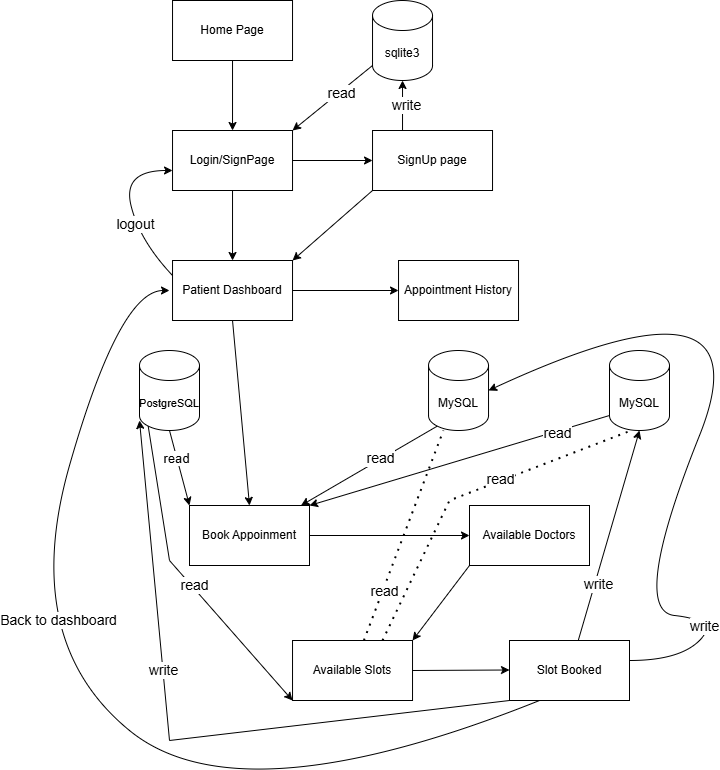 Home Page
sqlite3
read
write
Login/SignPage
SignUp page
logout
Patient Dashboard
Appointment History
PostgreSQL
MySQL
MySQL
read
read
read
read
Book Appoinment
Available Doctors
read
read
write
Back to dashboard
write
write
Available Slots
Slot Booked